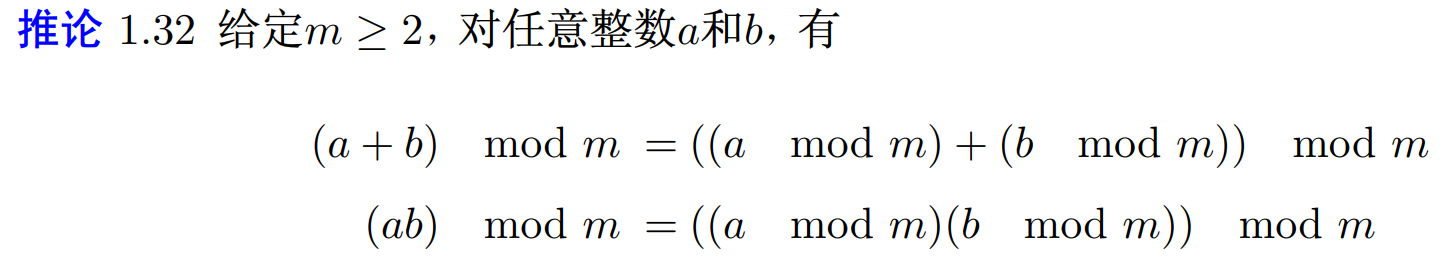 推论 1.32 给定m ≥ 2，对任意整数a和b，有
(a + b) mod m = ((a mod m) + (b mod m)) mod m
(ab) mod m = ((a mod m)(b mod m)) mod m